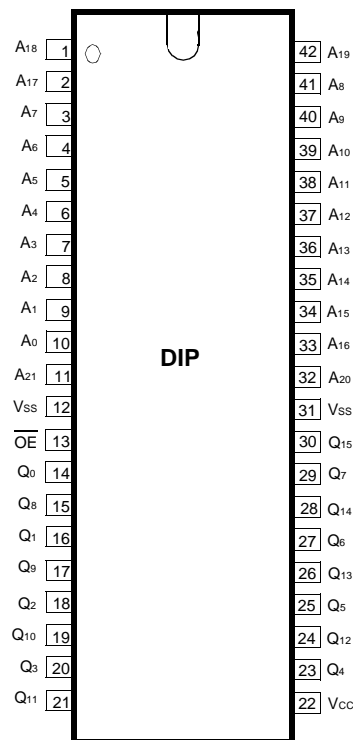 A18 1 42 A19
A17 2 41 A8
A7 3 40 A9
A6 4 39 A10
A5 5 38 A11
A4 6 37 A12
A3 7 36 A13
A2 8 35 A14
A1 9 34 A15
A0 10 33 A16
A21 11 32 A20
VSS 12 31 VSS
OE 13 30 Q15
Q0 14 29 Q7
Q8 15 28 Q14
Q1 16 27 Q6
Q9 17 26 Q13
Q2 18 25 Q5
Q10 19 24 Q12
Q3 20 23 Q4
Q11 21 22 VCC
DIP